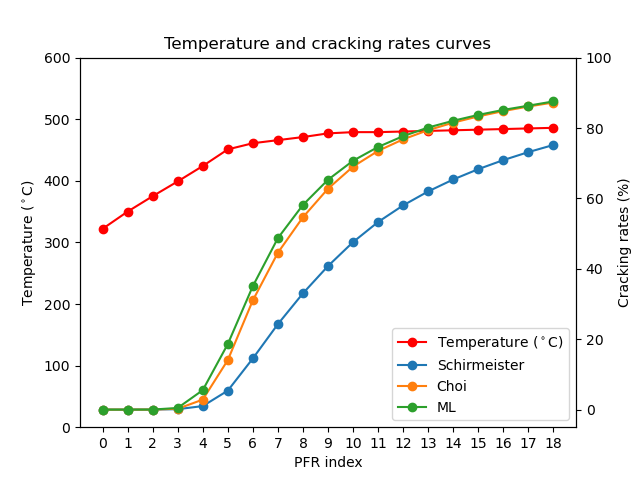 Temperature and cracking rates curves
Temperature (°C)
600
500
400
300
200
100
0
100
80
60
40
20
0
Cracking rates (%)
Temperature (°C)
Schirmeister
Choi
ML
0 1 2 3 4 5 6 7 8 9 10 11 12 13 14 15 16 17 18
PFR index